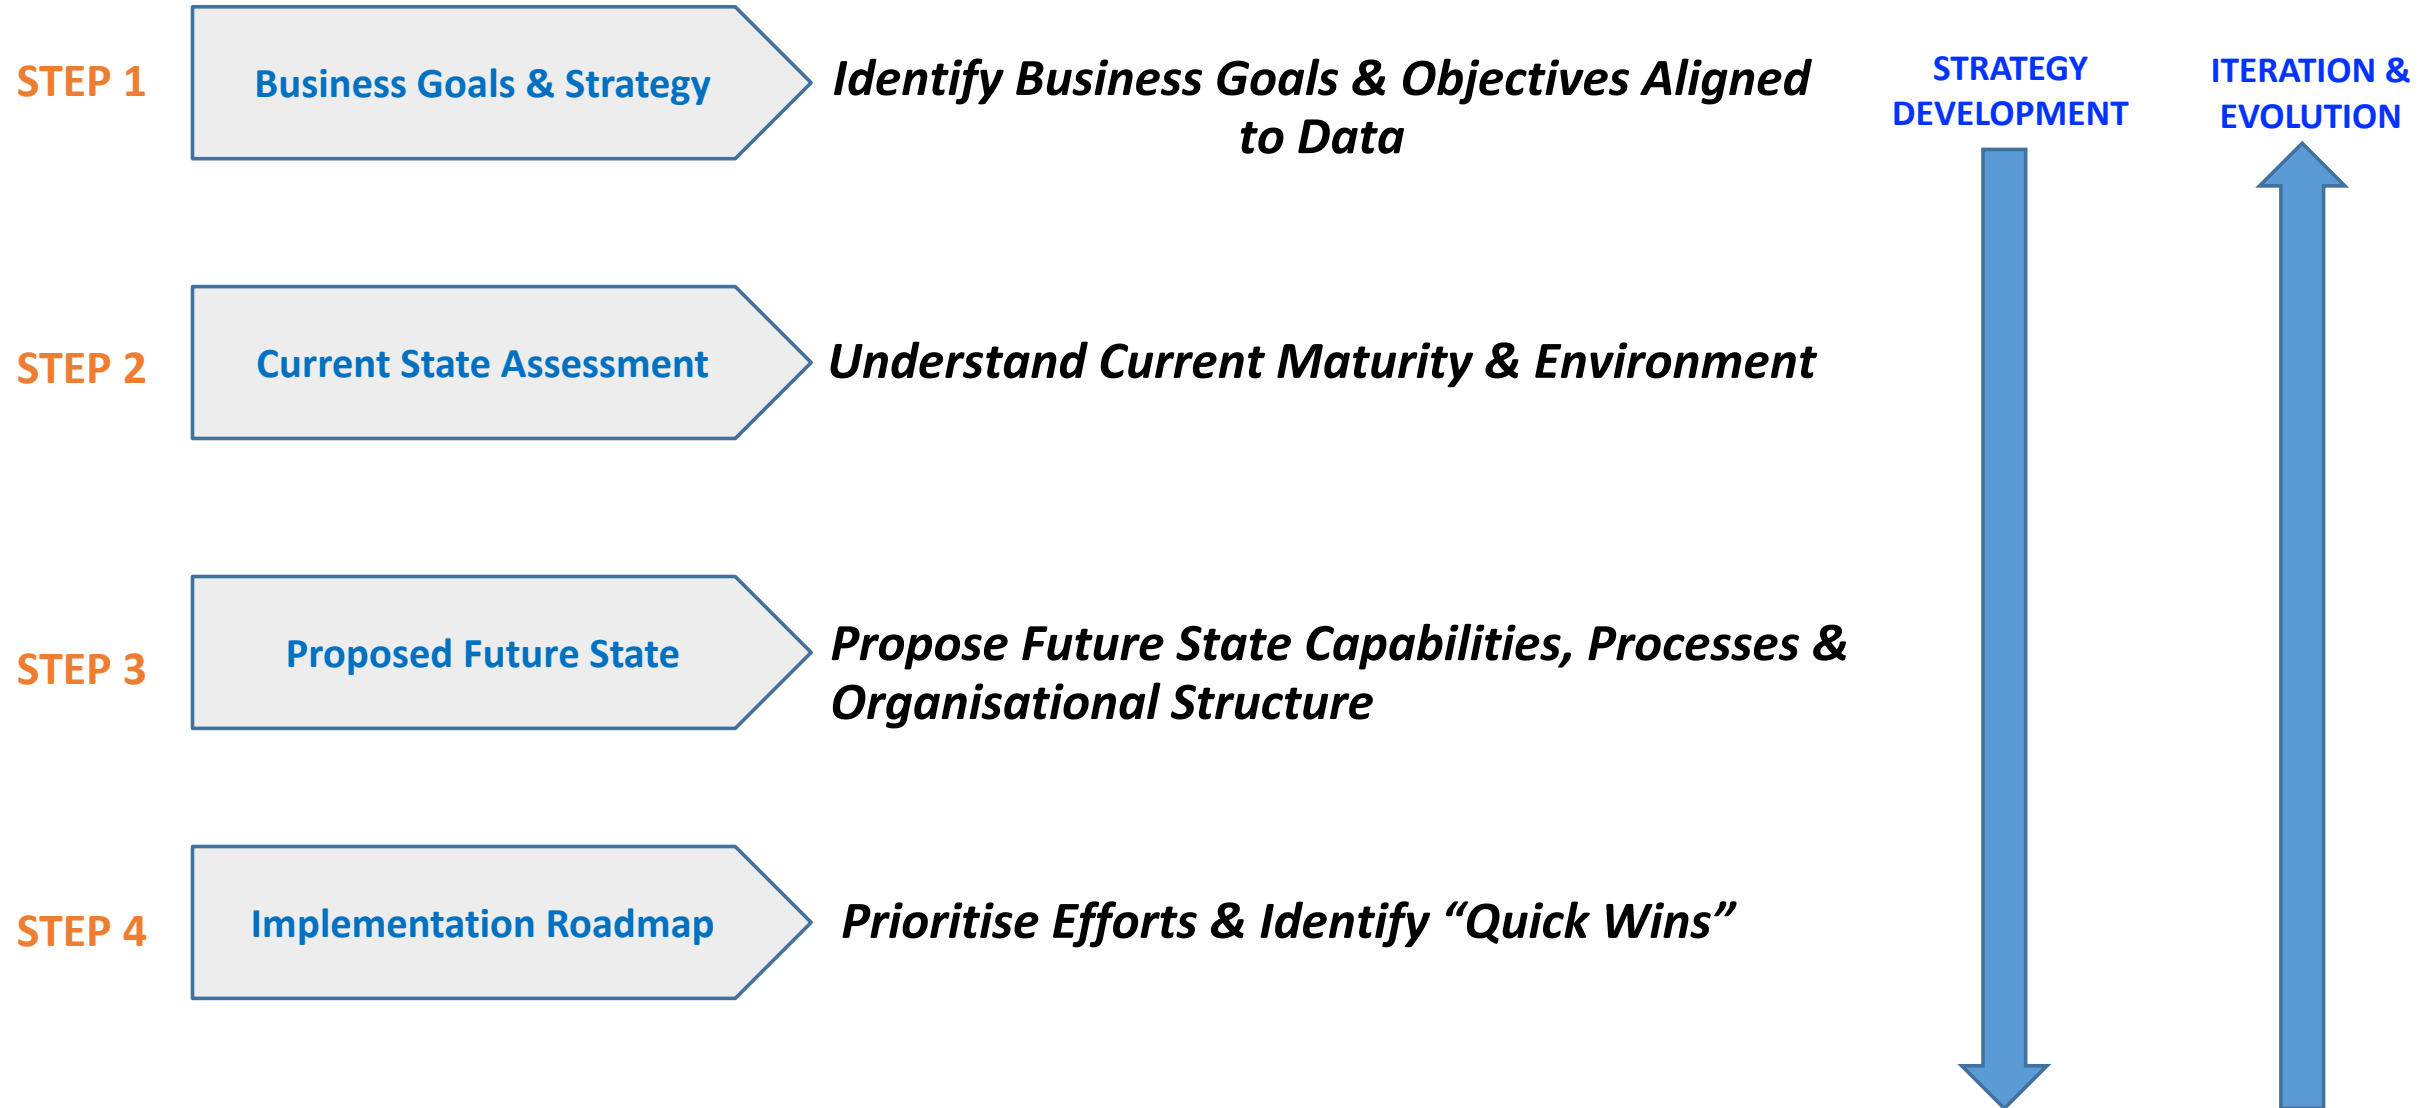 STEP 1
Business Goals & Strategy
Identify Business Goals & Objectives Aligned
to Data
STRATEGY
DEVELOPMENT
ITERATION &
EVOLUTION
STEP 2
Current State Assessment
Understand Current Maturity & Environment
STEP 3
Proposed Future State
Propose Future State Capabilities, Processes &
Organisational Structure
STEP 4
Implementation Roadmap
Prioritise Efforts & Identify “Quick Wins”